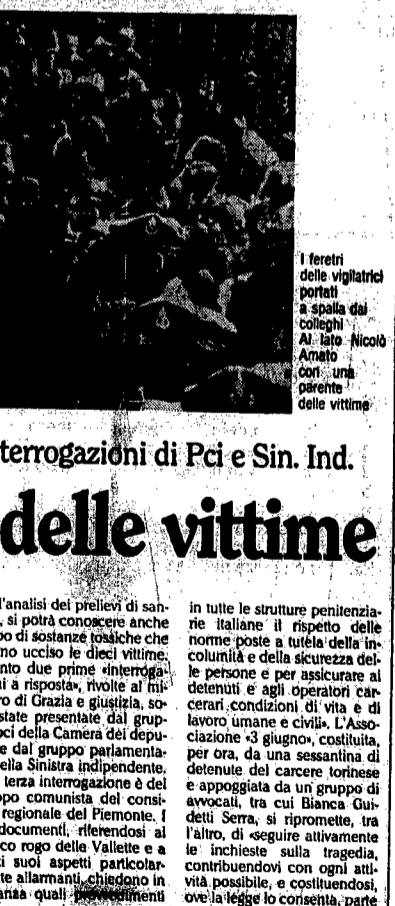 I feretri
delle vigilatrici
portati
a spalla dai
colleghi
Al lato Nicolò
Amato
con una
parente
delle vittime
terrogazioni di Pci e Sin. Ind.
delle vittime
l'analisi dei prelievi di san-
, si potrà conoscere anche
po di sostanze tossiche che
no ucciso le dieci vittime.
nto due prime «interroga-
i a risposta», rivolte al mi-
ro di Grazia e giustizia, so-
state presentate dal grup-
pci della Camera dei depu-
e dal gruppo parlamenta-
ella Sinistra indipendente.
terza interrogazione è del
po comunista del consi-
regionale del Piemonte. I
documenti, riferendosi al
co rogo delle Vallette e a
i suoi aspetti particolar-
te allarmanti, chiedono in
anza quali provvedimenti
in tutte le strutture penitenzia-
rie italiane il rispetto delle
norme poste a tutela della in-
columità e della sicurezza del-
le persone e per assicurare ai
detenuti e agli operatori car-
cerari condizioni di vita e di
lavoro umane e civili». L'Asso-
ciazione «3 giugno», costituita,
per ora, da una sessantina di
detenute del carcere torinese
e appoggiata da un gruppo di
avvocati, tra cui Bianca Gui-
detti Serra, si ripromette, tra
l'altro, di «seguire attivamente
le inchieste sulla tragedia,
contribuendovi con ogni atti-
vità possibile, e costituendosi,
ove la legge lo consenta, parte